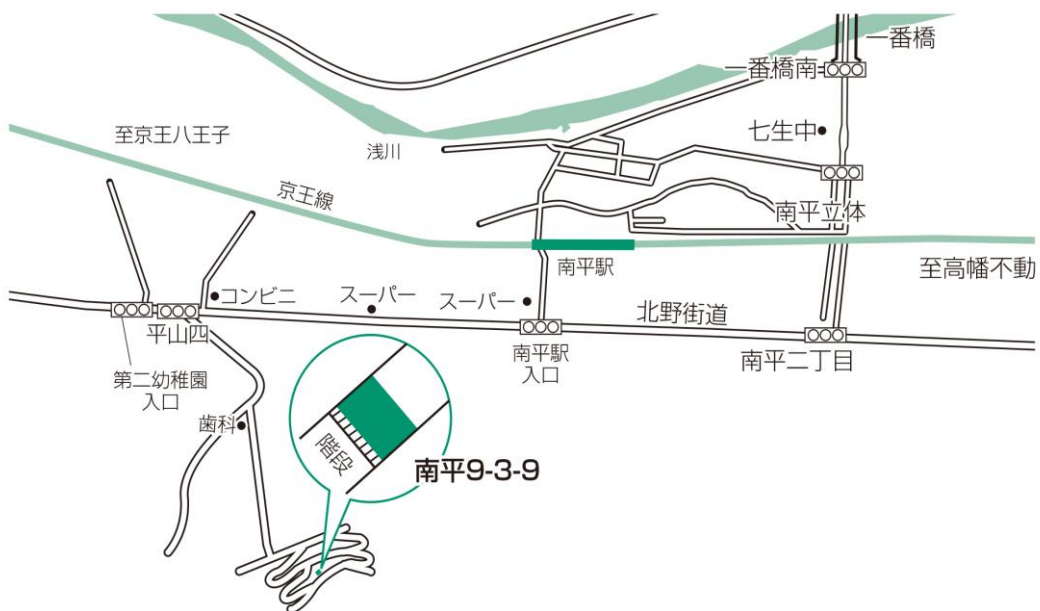 一番橋
一番橋南
七生中
至京王八王子
浅川
京王線
南平立体
南平駅
至高幡不動
コンビニ
スーパー
スーパー
北野街道
平山四
南平駅
入口
南平二丁目
第二幼稚園
入口
歯科
階段
南平9-3-9